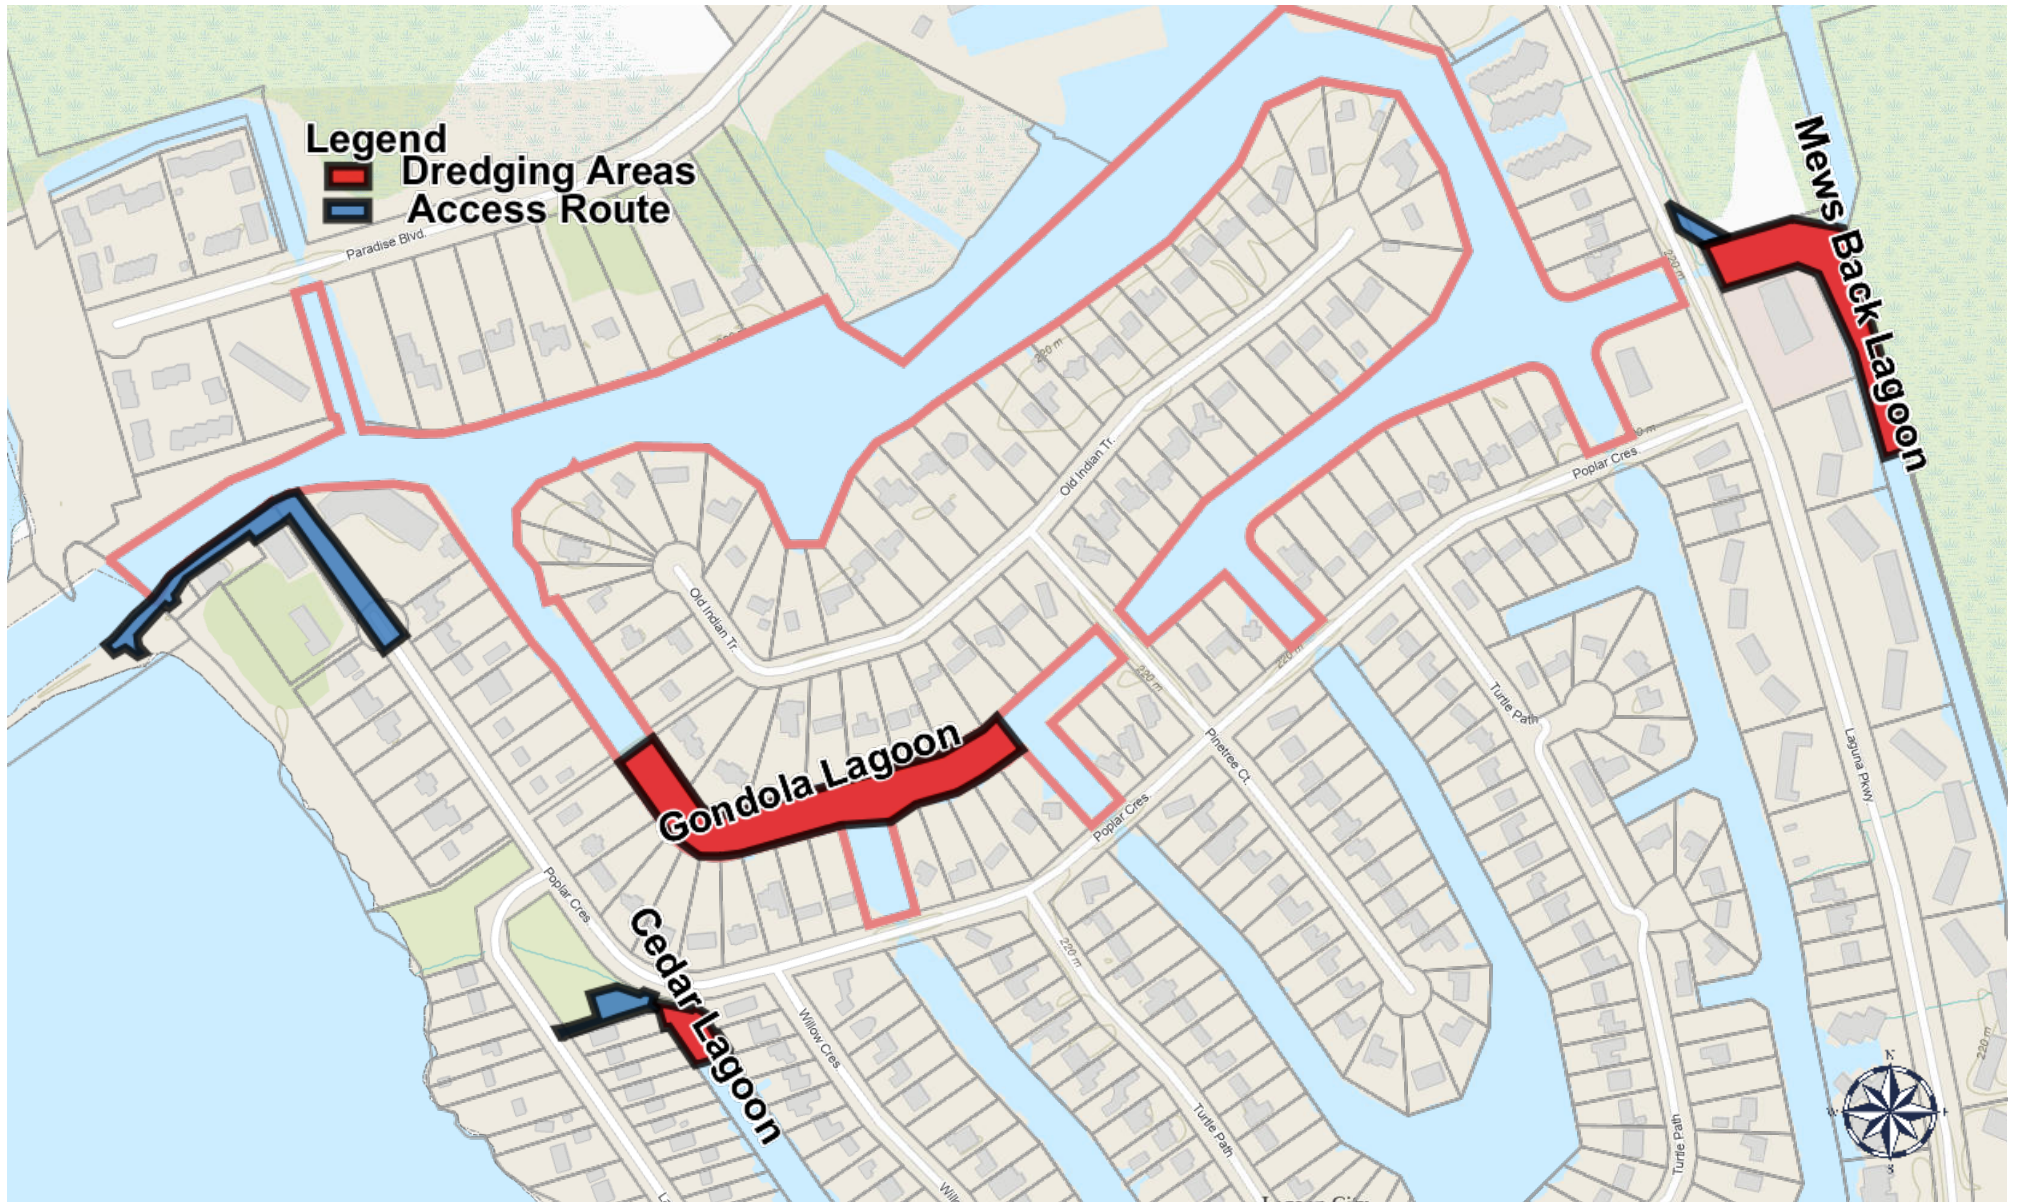 Legend
Dredging Areas
Access Route
Paradise Blvd.
Mews Back Lagoon
220 m
220 m
Old Indian Tr.
Poplar Cres.
Old Indian Tr.
220 m
220 m
Turtle Path
Pinetree Ct.
Gondola Lagoon
Laguna Pkwy.
Poplar Cres.
Poplar Cres.
Cedar Lagoon
220 m
Willow Cres.
220 m
Turtle Path
Turtle Path
N
S